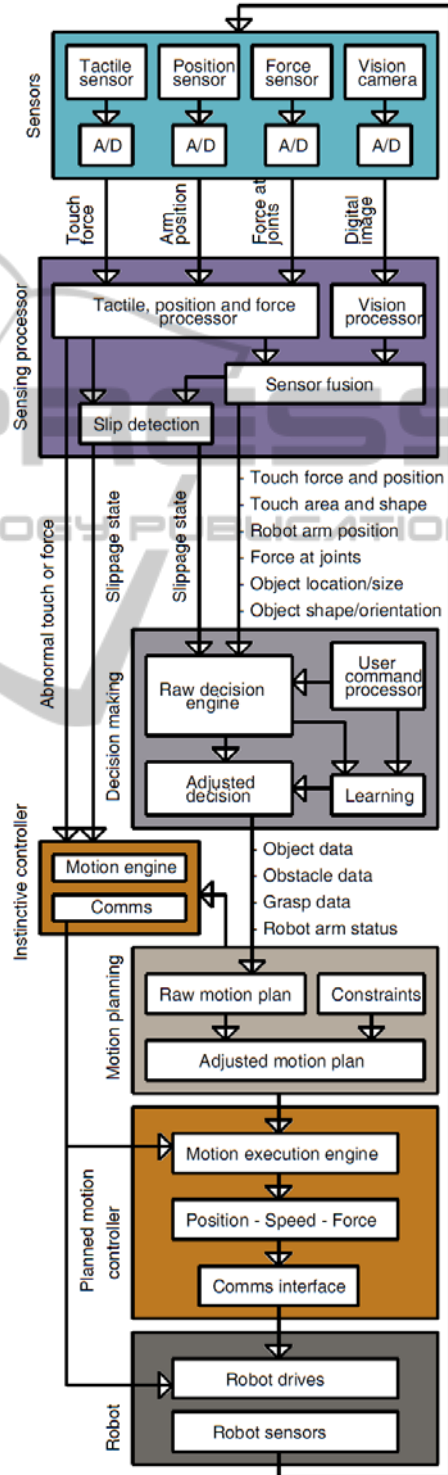 Sensors
Tactile
sensor
Position
sensor
Force
sensor
Vision
camera
A/D
A/D
A/D
A/D
Touch
force
Arm
position
Force at
joints
Digital
image
Sensing processor
Tactile, position and force
processor
Vision
processor
Sensor fusion
Slip detection
Abnormal touch or force
Slippage state
Slippage state
- Touch force and position
- Touch area and shape
- Robot arm position
- Force at joints
- Object location/size
- Object shape/orientation
Decision making
Raw decision
engine
User
command
processor
Adjusted
decision
Learning
Instinctive controller
Motion engine
Comms
- Object data
- Obstacle data
- Grasp data
- Robot arm status
Motion planning
Raw motion plan
Constraints
Adjusted motion plan
Planned motion
controller
Motion execution engine
Position - Speed - Force
Comms interface
Robot
Robot drives
Robot sensors